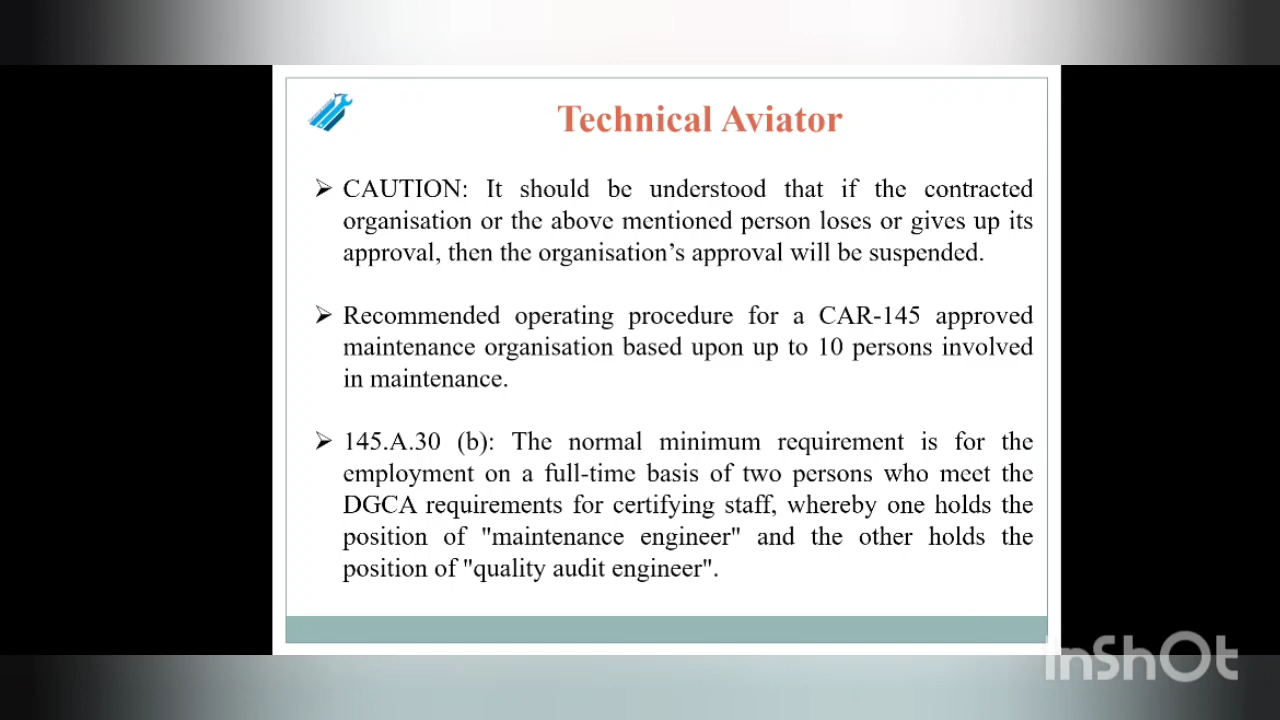 Technical Aviator
➢ CAUTION: It should be understood that if the contracted
organisation or the above mentioned person loses or gives up its
approval, then the organisation’s approval will be suspended.
➢ Recommended operating procedure for a CAR-145 approved
maintenance organisation based upon up to 10 persons involved
in maintenance.
➢ 145.A.30 (b): The normal minimum requirement is for the
employment on a full-time basis of two persons who meet the
DGCA requirements for certifying staff, whereby one holds the
position of "maintenance engineer" and the other holds the
position of "quality audit engineer".
InShOt